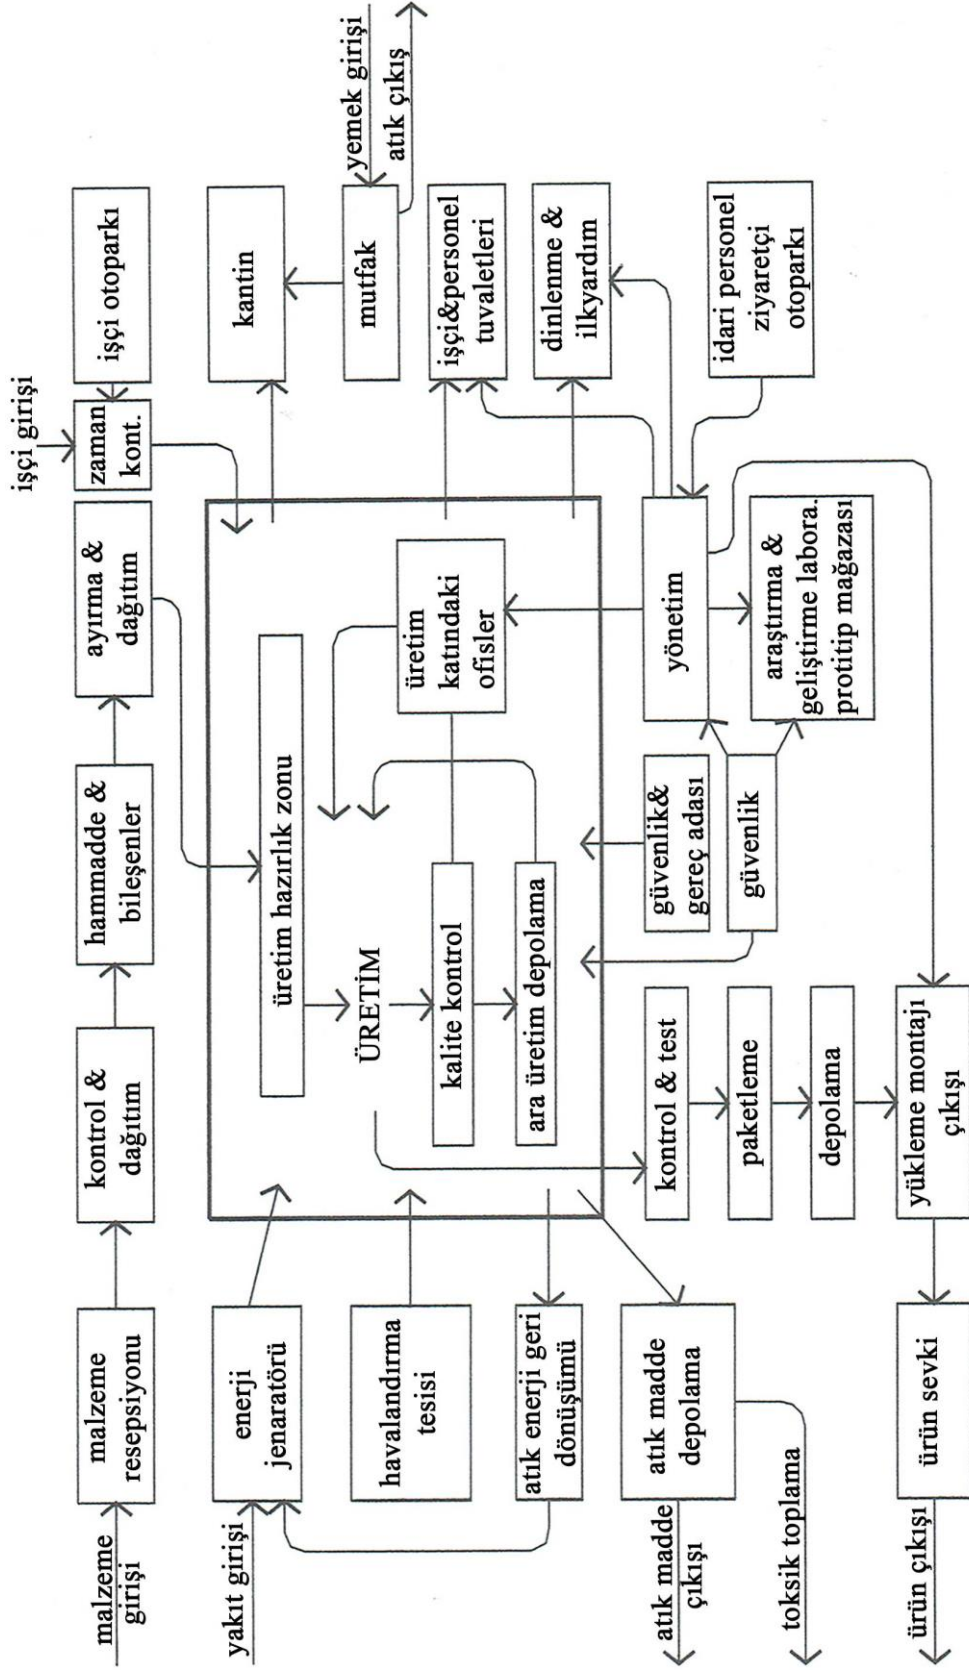 malzeme
girişi
malzeme
resepsiyonu
kontrol &
dağıtım
hammadde &
bileşenler
ayırma &
dağıtım
işçi girişi
zaman
kont.
işçi otoparkı
yakıt girişi
enerji
jenaratörü
havalandırma
tesisi
atık enerji geri
dönüşümü
atık madde
depolama
atık madde
çıkışı
toksik toplama
üretim hazırlık zonu
ÜRETİM
kalite kontrol
ara üretim depolama
üretim
katındaki
ofisler
kantin
mutfak
yemek girişi
atık çıkış
işçi&personel
tuvaletleri
dinleme &
ilkyardım
idari personel
ziyaretçi
otoparkı
yönetim
araştırma &
geliştirme labora.
protitip mağazası
güvenlik&
gereç adası
güvenlik
kontrol & test
paketleme
depolama
yükleme montajı
çıkışı
ürün sevki
ürün çıkışı